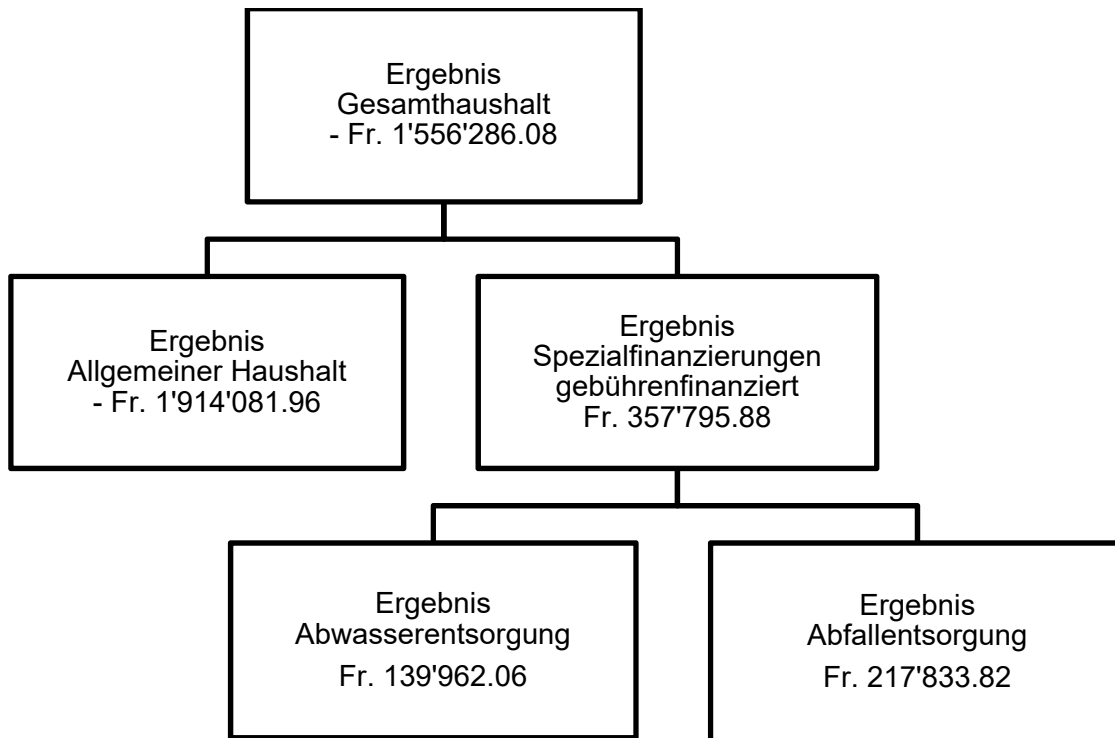 Ergebnis
Gesamthaushalt
- Fr. 1'556'286.08
Ergebnis
Allgemeiner Haushalt
- Fr. 1'914'081.96
Ergebnis
Spezialfinanzierungen
gebührenfinanziert
Fr. 357'795.88
Ergebnis
Abwasserentsorgung
Fr. 139'962.06
Ergebnis
Abfallentsorgung
Fr. 217'833.82